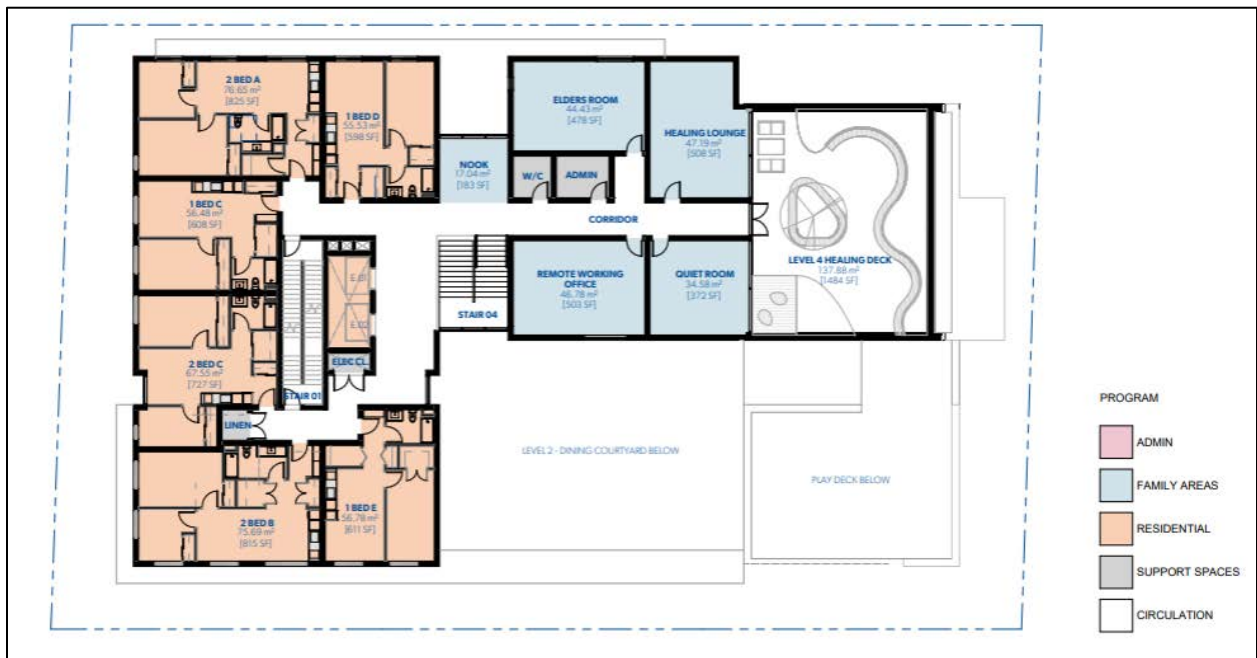 2 BED A
76.65 m²
[825 SF]
1 BED D
55.53 m²
[598 SF]
ELDERS ROOM
44.43 m²
[478 SF]
HEALING LOUNGE
47.19 m²
[508 SF]
NOOK
17.04 m²
[183 SF]
W/C
ADMIN
1 BED C
56.48 m²
[608 SF]
CORRIDOR
LEVEL 4 HEALING DECK
137.88 m²
[1484 SF]
REMOTE WORKING
OFFICE
46.78 m²
[503 SF]
QUIET ROOM
34.58 m²
[372 SF]
E.01
E.02
STAIR 04
2 BED C
67.55 m²
[727 SF]
ELEC CL.
STAIR 01
LINEN
LEVEL 2 - DINING COURTYARD BELOW
PLAY DECK BELOW
1 BED E
56.78 m²
[611 SF]
2 BED B
75.69 m²
[815 SF]
PROGRAM
ADMIN
FAMILY AREAS
RESIDENTIAL
SUPPORT SPACES
CIRCULATION